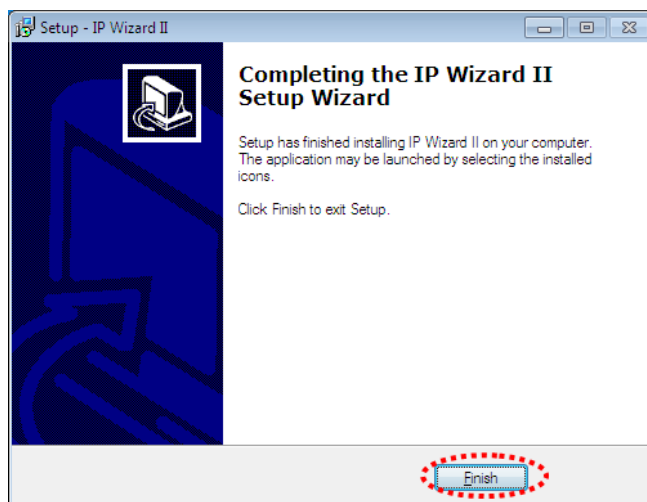 Setup - IP Wizard II
Completing the IP Wizard II
Setup Wizard
Setup has finished installing IP Wizard II on your computer.
The application may be launched by selecting the installed
icons.
Click Finish to exit Setup.
Finish